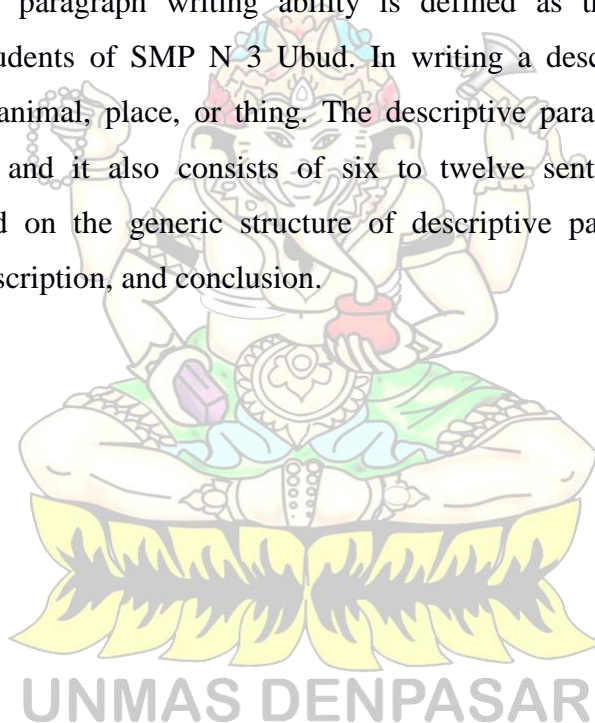 paragraph writing ability is defined as
udents of SMP N 3 Ubud. In writing a desc
animal, place, or thing. The descriptive para
and it also consists of six to twelve sent
d on the generic structure of descriptive pa
scription, and conclusion.
UNMAS DENPASAR